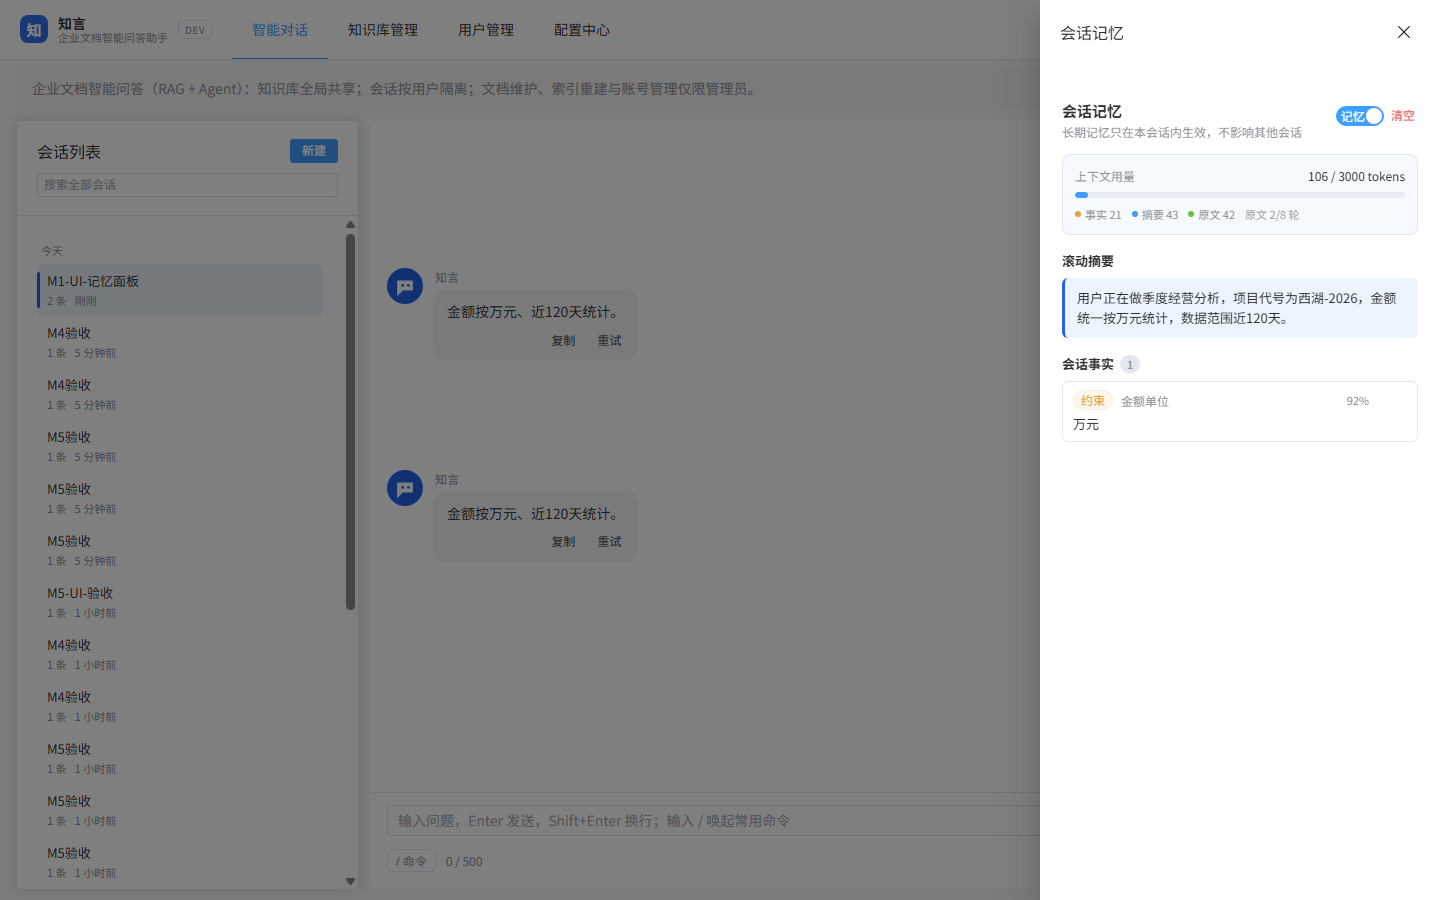 知
知言
企业文档智能问答助手
DEV
智能对话
知识库管理
用户管理
配置中心
企业文档智能问答（RAG + Agent）：知识库全局共享；会话按用户隔离；文档维护、索引重建与账号管理仅限管理员。
会话列表
新建
搜索全部会话
今天
M1-UI-记忆面板
2 条 刚刚
M4验收
1 条 5 分钟前
M4验收
1 条 5 分钟前
M5验收
1 条 5 分钟前
M5验收
1 条 5 分钟前
M5验收
1 条 5 分钟前
M5-UI-验收
1 条 1 小时前
M4验收
1 条 1 小时前
M4验收
1 条 1 小时前
M5验收
1 条 1 小时前
M5验收
1 条 1 小时前
M5验收
1 条 1 小时前
知言
金额按万元、近120天统计。
复制 重试
知言
金额按万元、近120天统计。
复制 重试
输入问题，Enter 发送，Shift+Enter 换行；输入 / 唤起常用命令
/ 命令 0 / 500
会话记忆
会话记忆
记忆
清空
长期记忆只在本会话内生效，不影响其他会话
上下文用量 106 / 3000 tokens
事实 21 摘要 43 原文 42 原文 2/8 轮
滚动摘要
用户正在做季度经营分析，项目代号为西湖-2026，金额
统一按万元统计，数据范围近120天。
会话事实 1
约束 金额单位 92%
万元